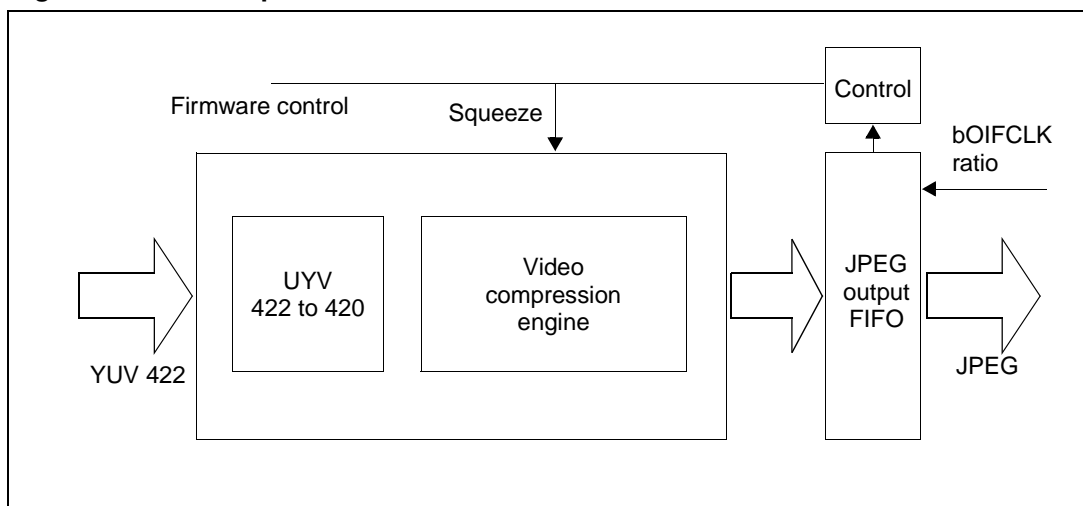 Control
Firmware control
Squeeze
bOIFCLK
ratio
UYV
422 to 420
Video
compression
engine
JPEG
output
FIFO
YUV 422
JPEG